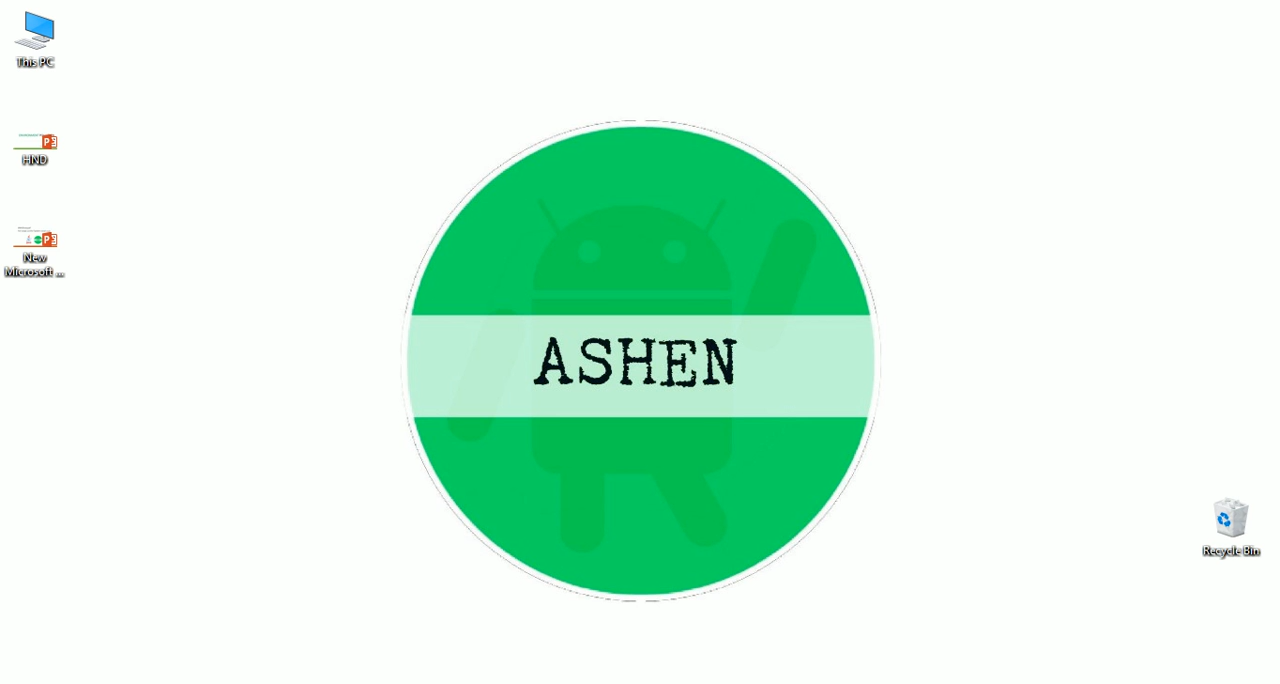 This PC
HND
New
Microsoft ...
ASHEN
Recycle Bin